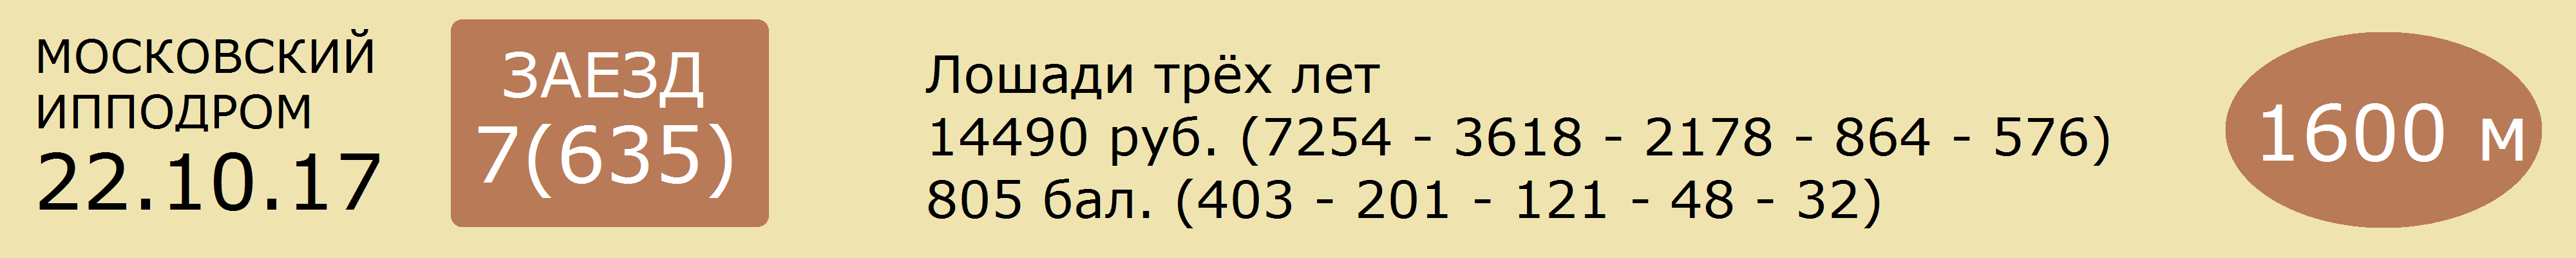 МОСКОВСКИЙ
ИППОДРОМ
22.10.17
ЗАЕЗД
7(635)
Лошади трёх лет
14490 руб. (7254 - 3618 - 2178 - 864 - 576)
805 бал. (403 - 201 - 121 - 48 - 32)
1600 м